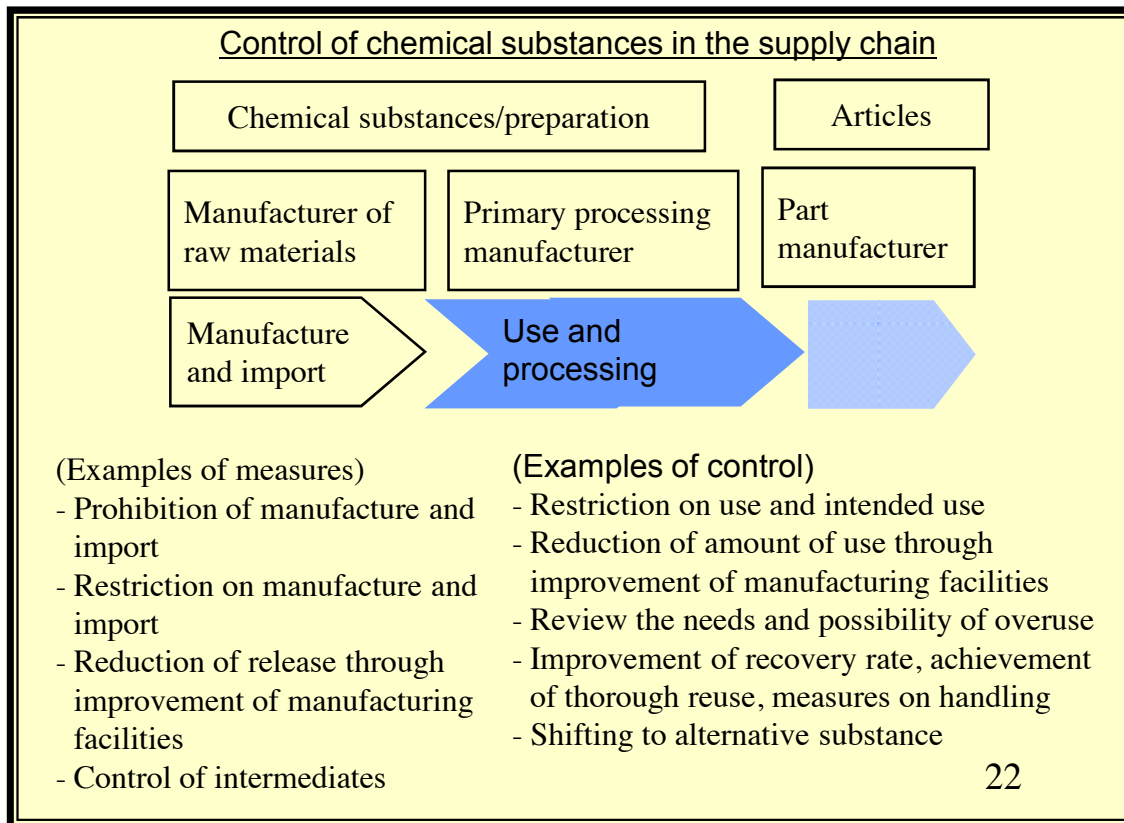 Control of chemical substances in the supply chain
Chemical substances/preparation
Articles
Manufacturer of
raw materials
Primary processing
manufacturer
Part
manufacturer
Manufacture
and import
Use and
processing
(Examples of measures)
- Prohibition of manufacture and
import
- Restriction on manufacture and
import
- Reduction of release through
improvement of manufacturing
facilities
- Control of intermediates
(Examples of control)
- Restriction on use and intended use
- Reduction of amount of use through
improvement of manufacturing facilities
- Review the needs and possibility of overuse
- Improvement of recovery rate, achievement
of thorough reuse, measures on handling
- Shifting to alternative substance
22